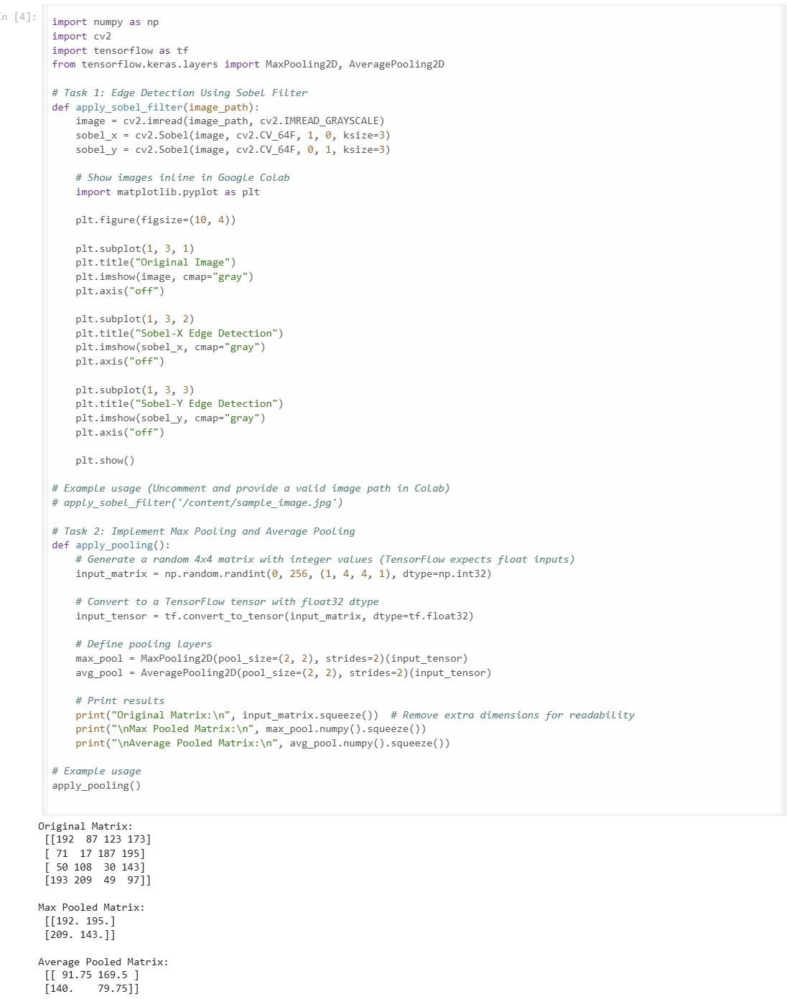 In [4]:
import numpy as np
import cv2
import tensorflow as tf
from tensorflow.keras.layers import MaxPooling2D, AveragePooling2D

# Task 1: Edge Detection Using Sobel Filter
def apply_sobel_filter(image_path):
    image = cv2.imread(image_path, cv2.IMREAD_GRAYSCALE)
    sobel_x = cv2.Sobel(image, cv2.CV_64F, 1, 0, ksize=3)
    sobel_y = cv2.Sobel(image, cv2.CV_64F, 0, 1, ksize=3)

    # Show images inline in Google Colab
    import matplotlib.pyplot as plt

    plt.figure(figsize=(10, 4))

    plt.subplot(1, 3, 1)
    plt.title("Original Image")
    plt.imshow(image, cmap="gray")
    plt.axis("off")

    plt.subplot(1, 3, 2)
    plt.title("Sobel-X Edge Detection")
    plt.imshow(sobel_x, cmap="gray")
    plt.axis("off")

    plt.subplot(1, 3, 3)
    plt.title("Sobel-Y Edge Detection")
    plt.imshow(sobel_y, cmap="gray")
    plt.axis("off")

    plt.show()

# Example usage (Uncomment and provide a valid image path in Colab)
# apply_sobel_filter('/content/sample_image.jpg')

# Task 2: Implement Max Pooling and Average Pooling
def apply_pooling():
    # Generate a random 4x4 matrix with integer values (TensorFlow expects float inputs)
    input_matrix = np.random.randint(0, 256, (1, 4, 4, 1), dtype=np.int32)

    # Convert to a TensorFlow tensor with float32 dtype
    input_tensor = tf.convert_to_tensor(input_matrix, dtype=tf.float32)

    # Define pooling layers
    max_pool = MaxPooling2D(pool_size=(2, 2), strides=2)(input_tensor)
    avg_pool = AveragePooling2D(pool_size=(2, 2), strides=2)(input_tensor)

    # Print results
    print("Original Matrix:\n", input_matrix.squeeze())  # Remove extra dimensions for readability
    print("\nMax Pooled Matrix:\n", max_pool.numpy().squeeze())
    print("\nAverage Pooled Matrix:\n", avg_pool.numpy().squeeze())

# Example usage
apply_pooling()

Original Matrix:
 [[192  87 123 173]
 [ 71  17 187 195]
 [ 50 108  30 143]
 [193 209  49  97]]

Max Pooled Matrix:
 [[192. 195.]
 [209. 143.]]

Average Pooled Matrix:
 [[ 91.75 169.5 ]
 [140.    79.75]]